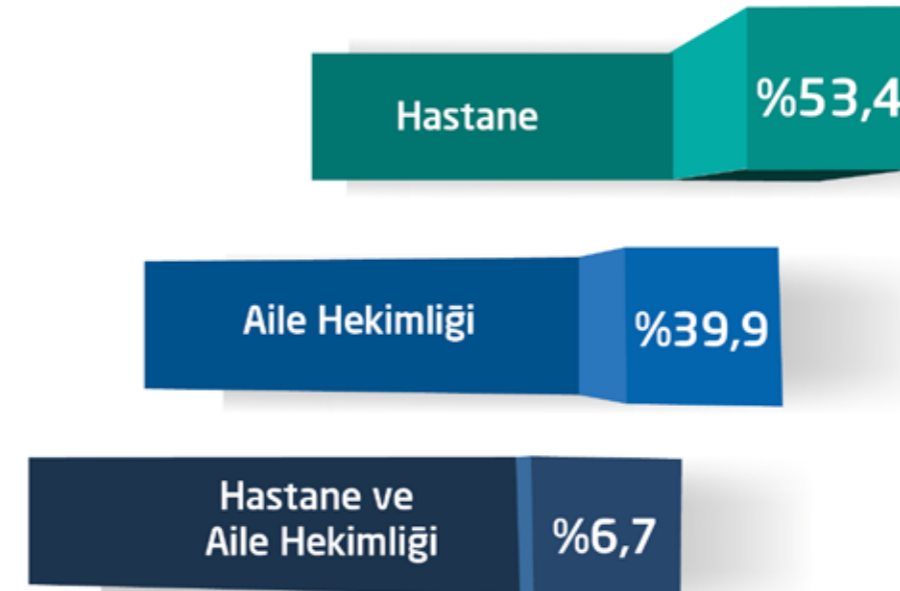 Hastane
%53,4
Aile Hekimliği
%39,9
Hastane ve
Aile Hekimliği
%6,7